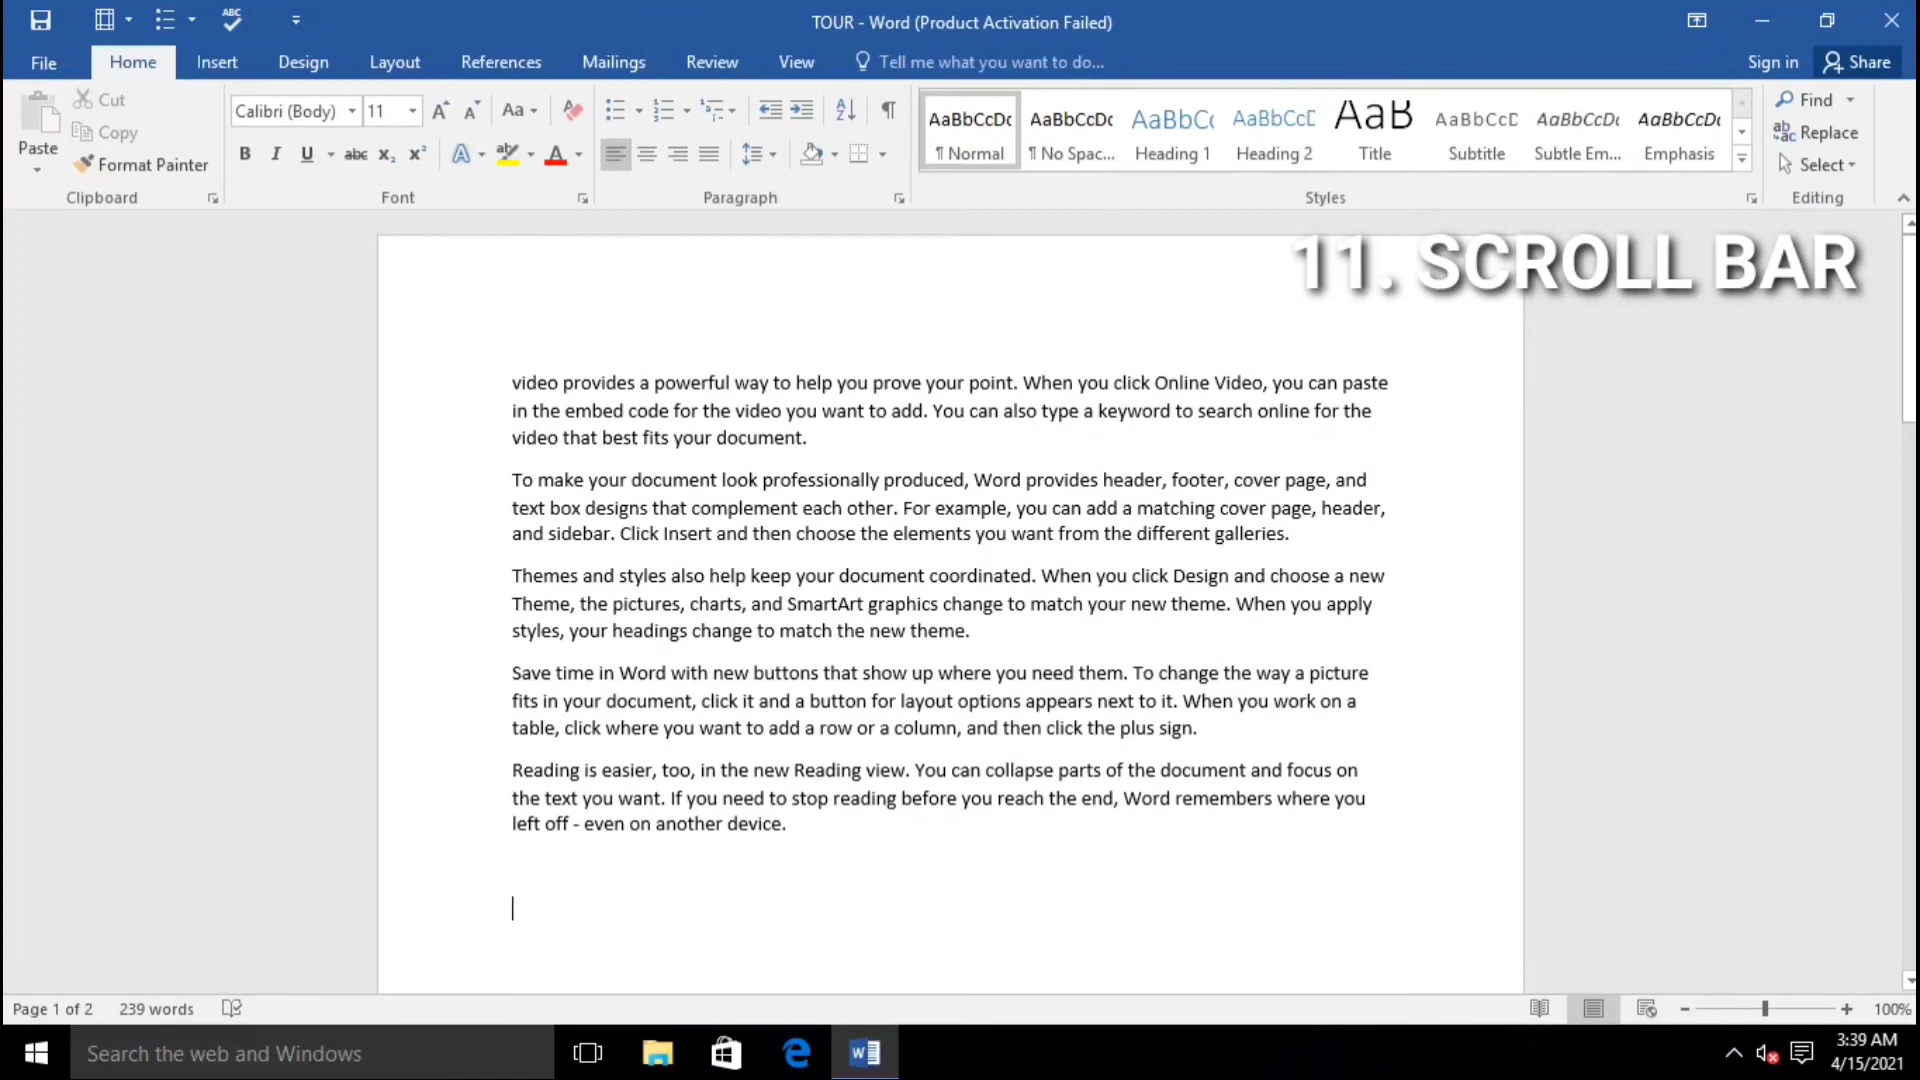 ABC
TOUR - Word (Product Activation Failed)
File Home Insert Design Layout References Mailings Review View Tell me what you want to do... Sign in Share
Paste
Cut
Copy
Format Painter
Clipboard
Calibri (Body) 11 Aa
B I U abc X₂ X² A ab A
Font
A Z ¶
Paragraph
AaBbCcDc AaBbCcDc AaBbC( AaBbCcE AaB AaBbCcD AaBbCcDc AaBbCcDc
¶ Normal ¶ No Spac... Heading 1 Heading 2 Title Subtitle Subtle Em... Emphasis
Styles
Find
Replace
Select
Editing
11. SCROLL BAR
video provides a powerful way to help you prove your point. When you click Online Video, you can paste
in the embed code for the video you want to add. You can also type a keyword to search online for the
video that best fits your document.
To make your document look professionally produced, Word provides header, footer, cover page, and
text box designs that complement each other. For example, you can add a matching cover page, header,
and sidebar. Click Insert and then choose the elements you want from the different galleries.
Themes and styles also help keep your document coordinated. When you click Design and choose a new
Theme, the pictures, charts, and SmartArt graphics change to match your new theme. When you apply
styles, your headings change to match the new theme.
Save time in Word with new buttons that show up where you need them. To change the way a picture
fits in your document, click it and a button for layout options appears next to it. When you work on a
table, click where you want to add a row or a column, and then click the plus sign.
Reading is easier, too, in the new Reading view. You can collapse parts of the document and focus on
the text you want. If you need to stop reading before you reach the end, Word remembers where you
left off - even on another device.
Page 1 of 2 239 words 100%
Search the web and Windows
3:39 AM
4/15/2021